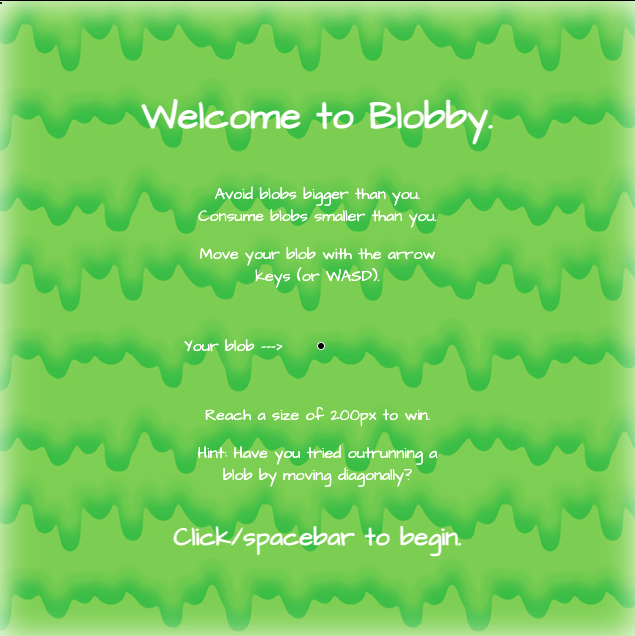 Welcome to Blobby.
Avoid blobs bigger than you.
Consume blobs smaller than you.
Move your blob with the arrow
keys (or WASD).
Your blob --->
Reach a size of 200px to win.
Hint: Have you tried outrunning a
blob by moving diagonally?
Click/spacebar to begin.